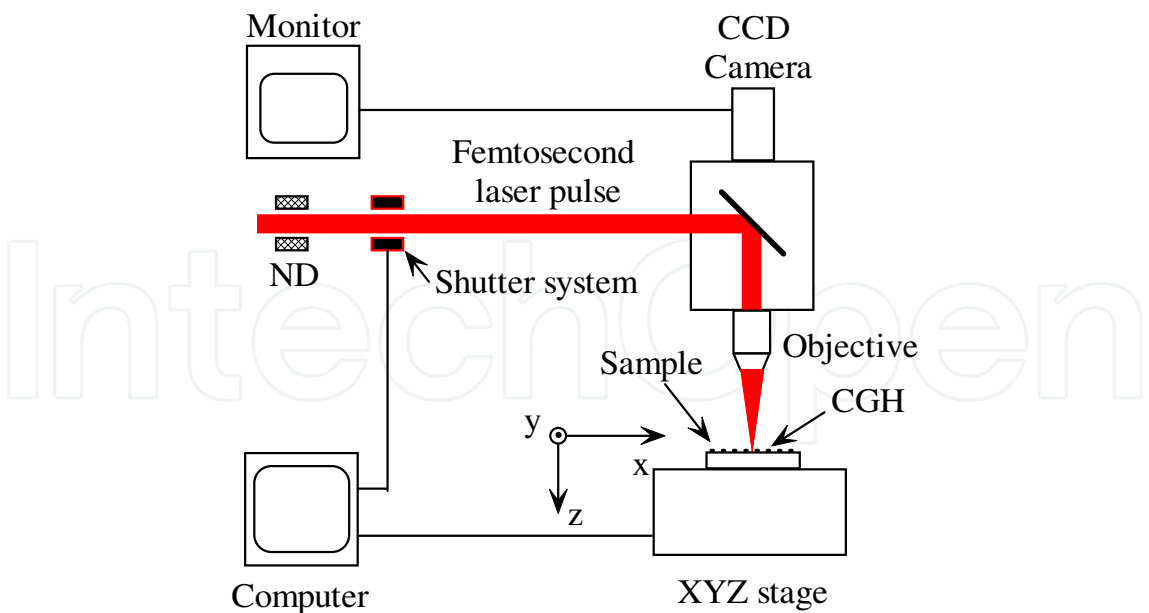 Monitor
CCD
Camera
Femtosecond
laser pulse
ND
Shutter system
Objective
Sample
CGH
y
x
z
Computer
XYZ stage
IntechOpen